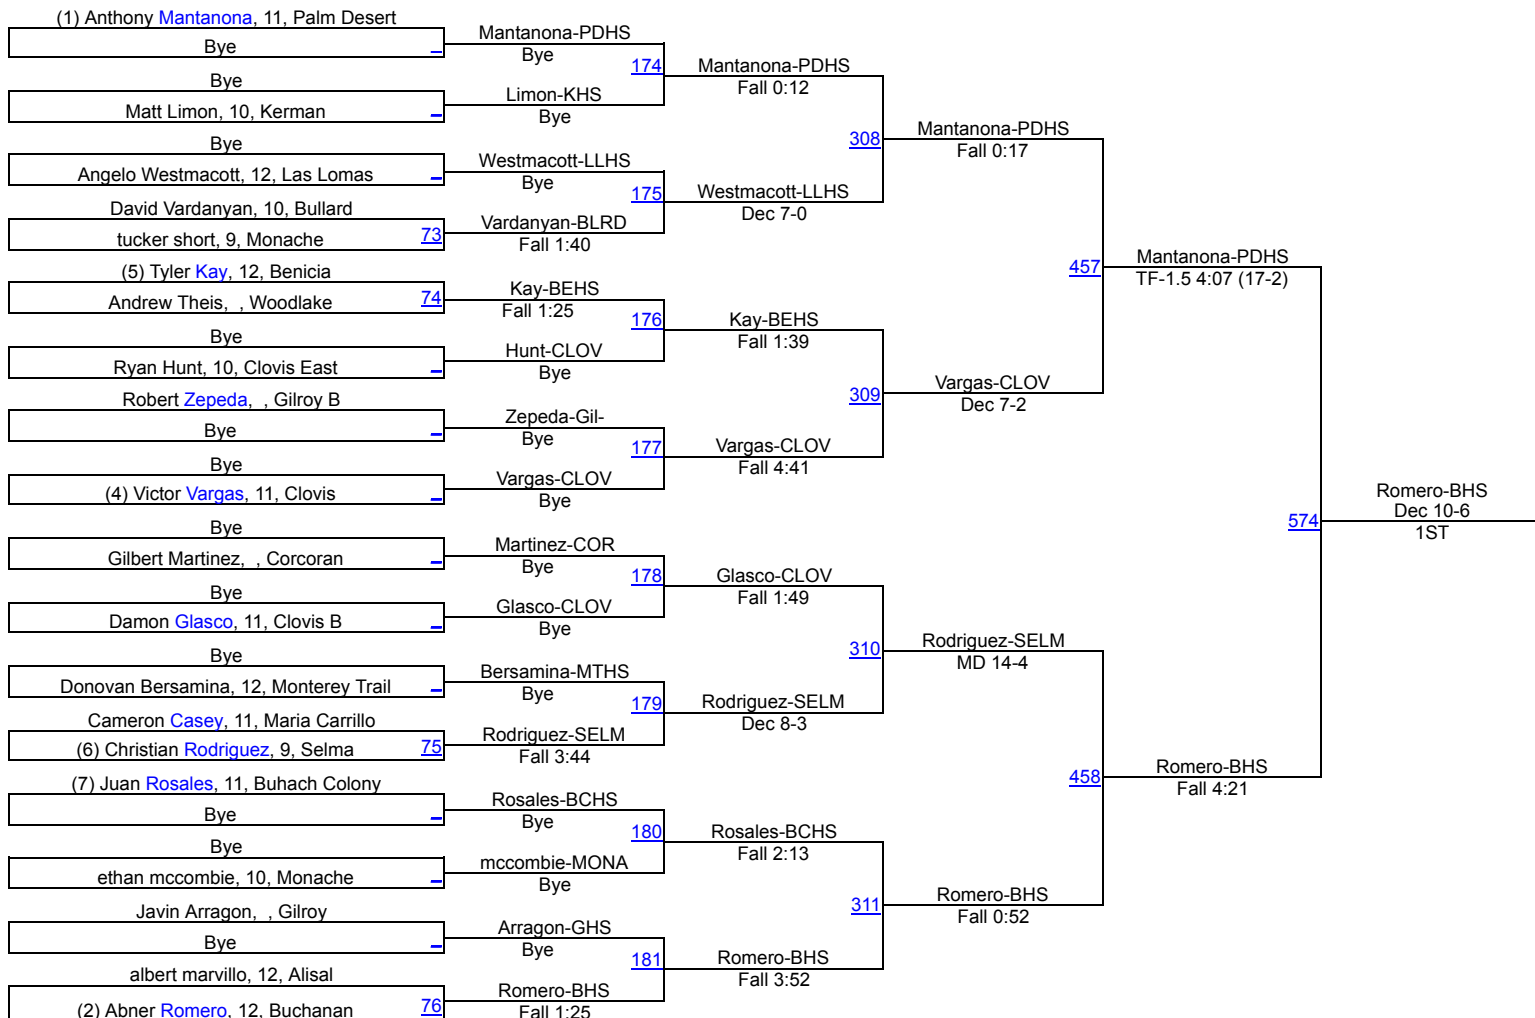 (1) Anthony Mantanona, 11, Palm Desert
Bye
Bye
Matt Limon, 10, Kerman
Bye
Angelo Westmacott, 12, Las Lomas
David Vardanyan, 10, Bullard
tucker short, 9, Monache 73
(5) Tyler Kay, 12, Benicia
Andrew Theis, , Woodlake 74
Bye
Ryan Hunt, 10, Clovis East
Robert Zepeda, , Gilroy B
Bye
Bye
(4) Victor Vargas, 11, Clovis
Bye
Gilbert Martinez, , Corcoran
Bye
Damon Glasco, 11, Clovis B
Bye
Donovan Bersamina, 12, Monterey Trail
Cameron Casey, 11, Maria Carrillo
(6) Christian Rodriguez, 9, Selma 75
(7) Juan Rosales, 11, Buhach Colony
Bye
Bye
ethan mccombie, 10, Monache
Javin Arragon, , Gilroy
Bye
albert marvillo, 12, Alisal
(2) Abner Romero, 12, Buchanan 76
Mantanona-PDHS
Bye
174
Limon-KHS
Bye
Westmacott-LLHS
Bye
175
Vardanyan-BLRD
Fall 1:40
Kay-BEHS
Fall 1:25
176
Hunt-CLOV
Bye
Zepeda-Gil-
Bye
177
Vargas-CLOV
Bye
Martinez-COR
Bye
178
Glasco-CLOV
Bye
Bersamina-MTHS
Bye
179
Rodriguez-SELM
Fall 3:44
Rosales-BCHS
Bye
180
mccombie-MONA
Bye
Arragon-GHS
Bye
181
Romero-BHS
Fall 1:25
Mantanona-PDHS
Fall 0:12
308
Westmacott-LLHS
Dec 7-0
Kay-BEHS
Fall 1:39
309
Vargas-CLOV
Fall 4:41
Glasco-CLOV
Fall 1:49
310
Rodriguez-SELM
Dec 8-3
Rosales-BCHS
Fall 2:13
311
Romero-BHS
Fall 3:52
Mantanona-PDHS
Fall 0:17
457
Vargas-CLOV
Dec 7-2
Rodriguez-SELM
MD 14-4
458
Romero-BHS
Fall 0:52
Mantanona-PDHS
TF-1.5 4:07 (17-2)
574
Romero-BHS
Fall 4:21
Romero-BHS
Dec 10-6
1ST